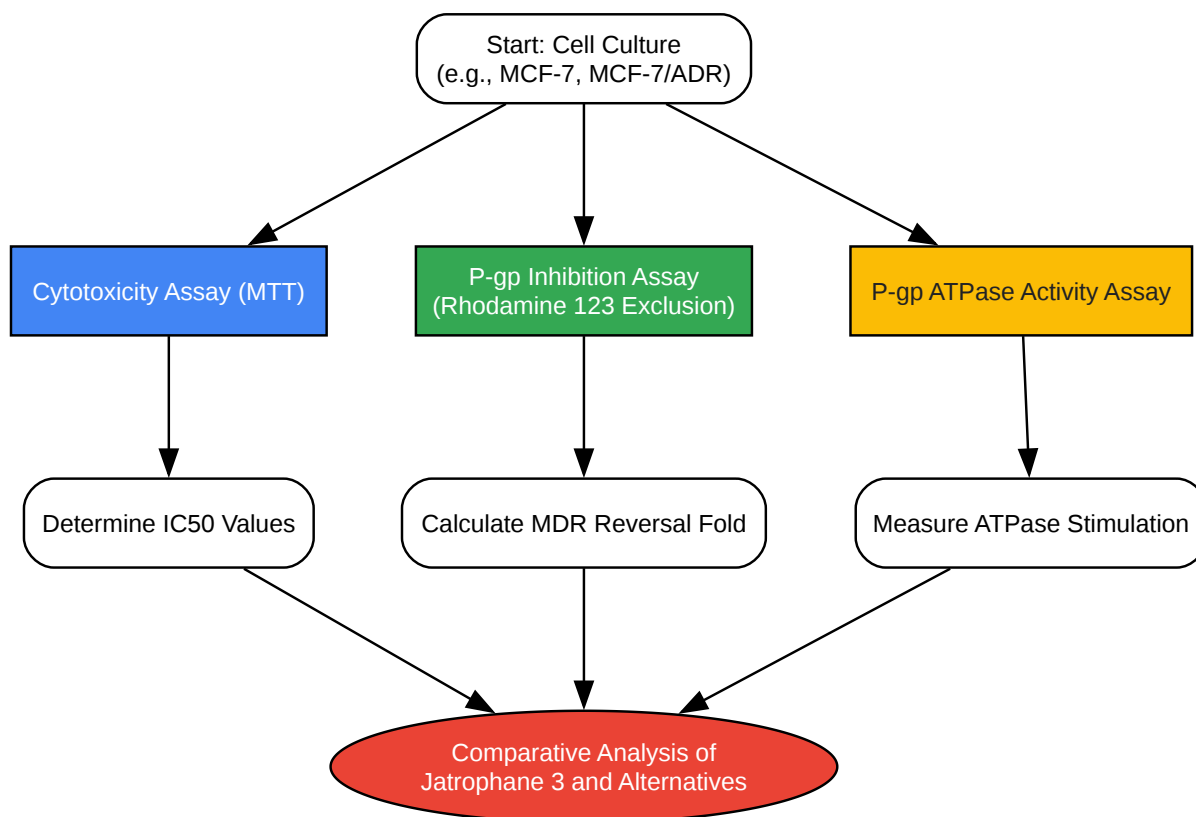 Start: Cell Culture
(e.g., MCF-7, MCF-7/ADR)
Cytotoxicity Assay (MTT)
P-gp Inhibition Assay
(Rhodamine 123 Exclusion)
P-gp ATPase Activity Assay
Determine IC50 Values
Calculate MDR Reversal Fold
Measure ATPase Stimulation
Comparative Analysis of
Jatrophane 3 and Alternatives